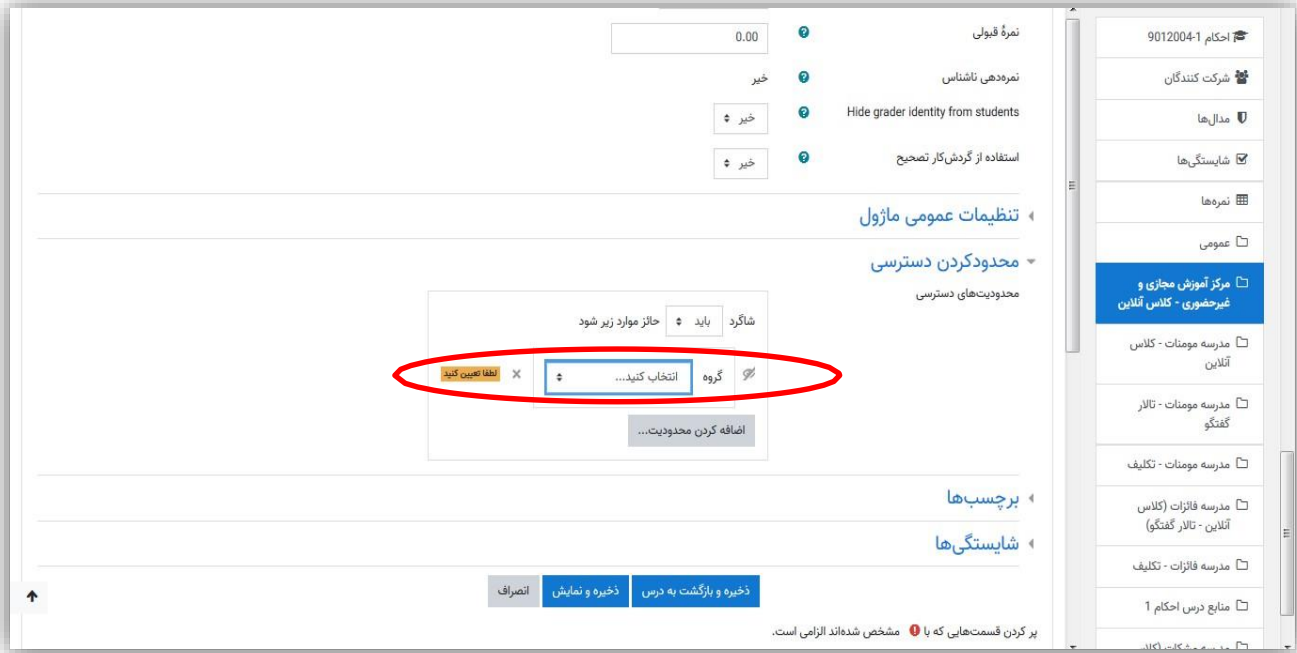 نمرهٔ قبولی
0.00
نمره‌دهی ناشناس
خیر
Hide grader identity from students
خیر
استفاده از گردش‌کار تصحیح
خیر
تنظیمات عمومی ماژول
محدودکردن دسترسی
محدودیت‌های دسترسی
شاگرد باید حائز موارد زیر شود
گروه انتخاب کنید... × لطفا تعیین کنید
اضافه کردن محدودیت...
برچسب‌ها
شایستگی‌ها
ذخیره و بازگشت به درس ذخیره و نمایش انصراف
پر کردن قسمت‌هایی که با مشخص شده‌اند الزامی است.
احکام 1-9012004
شرکت کنندگان
مدال‌ها
شایستگی‌ها
نمره‌ها
عمومی
مرکز آموزش مجازی و
غیرحضوری - کلاس آنلاین
مدرسه مومنات - کلاس
آنلاین
مدرسه مومنات - تالار
گفتگو
مدرسه مومنات - تکلیف
مدرسه فائزات (کلاس
آنلاین - تالار گفتگو)
مدرسه فائزات - تکلیف
منابع درس احکام 1